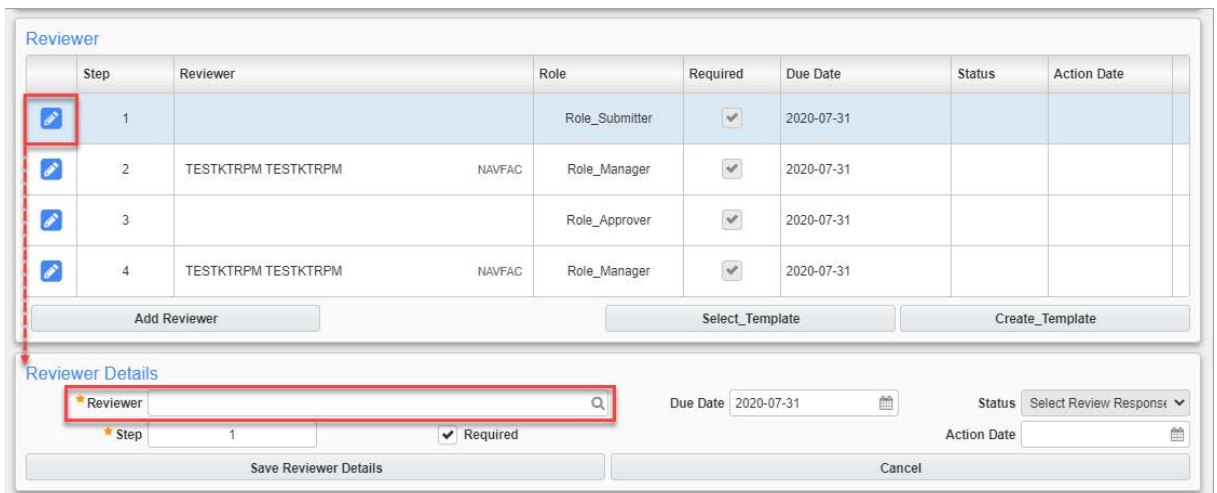 Reviewer
Step Reviewer Role Required Due Date Status Action Date
1 Role_Submitter 2020-07-31
2 TESTKTRPM TESTKTRPM NAVFAC Role_Manager 2020-07-31
3 Role_Approver 2020-07-31
4 TESTKTRPM TESTKTRPM NAVFAC Role_Manager 2020-07-31
Add Reviewer Select_Template Create_Template
Reviewer Details
Reviewer Due Date 2020-07-31 Status Select Review Response
Step 1 Required Action Date
Save Reviewer Details Cancel